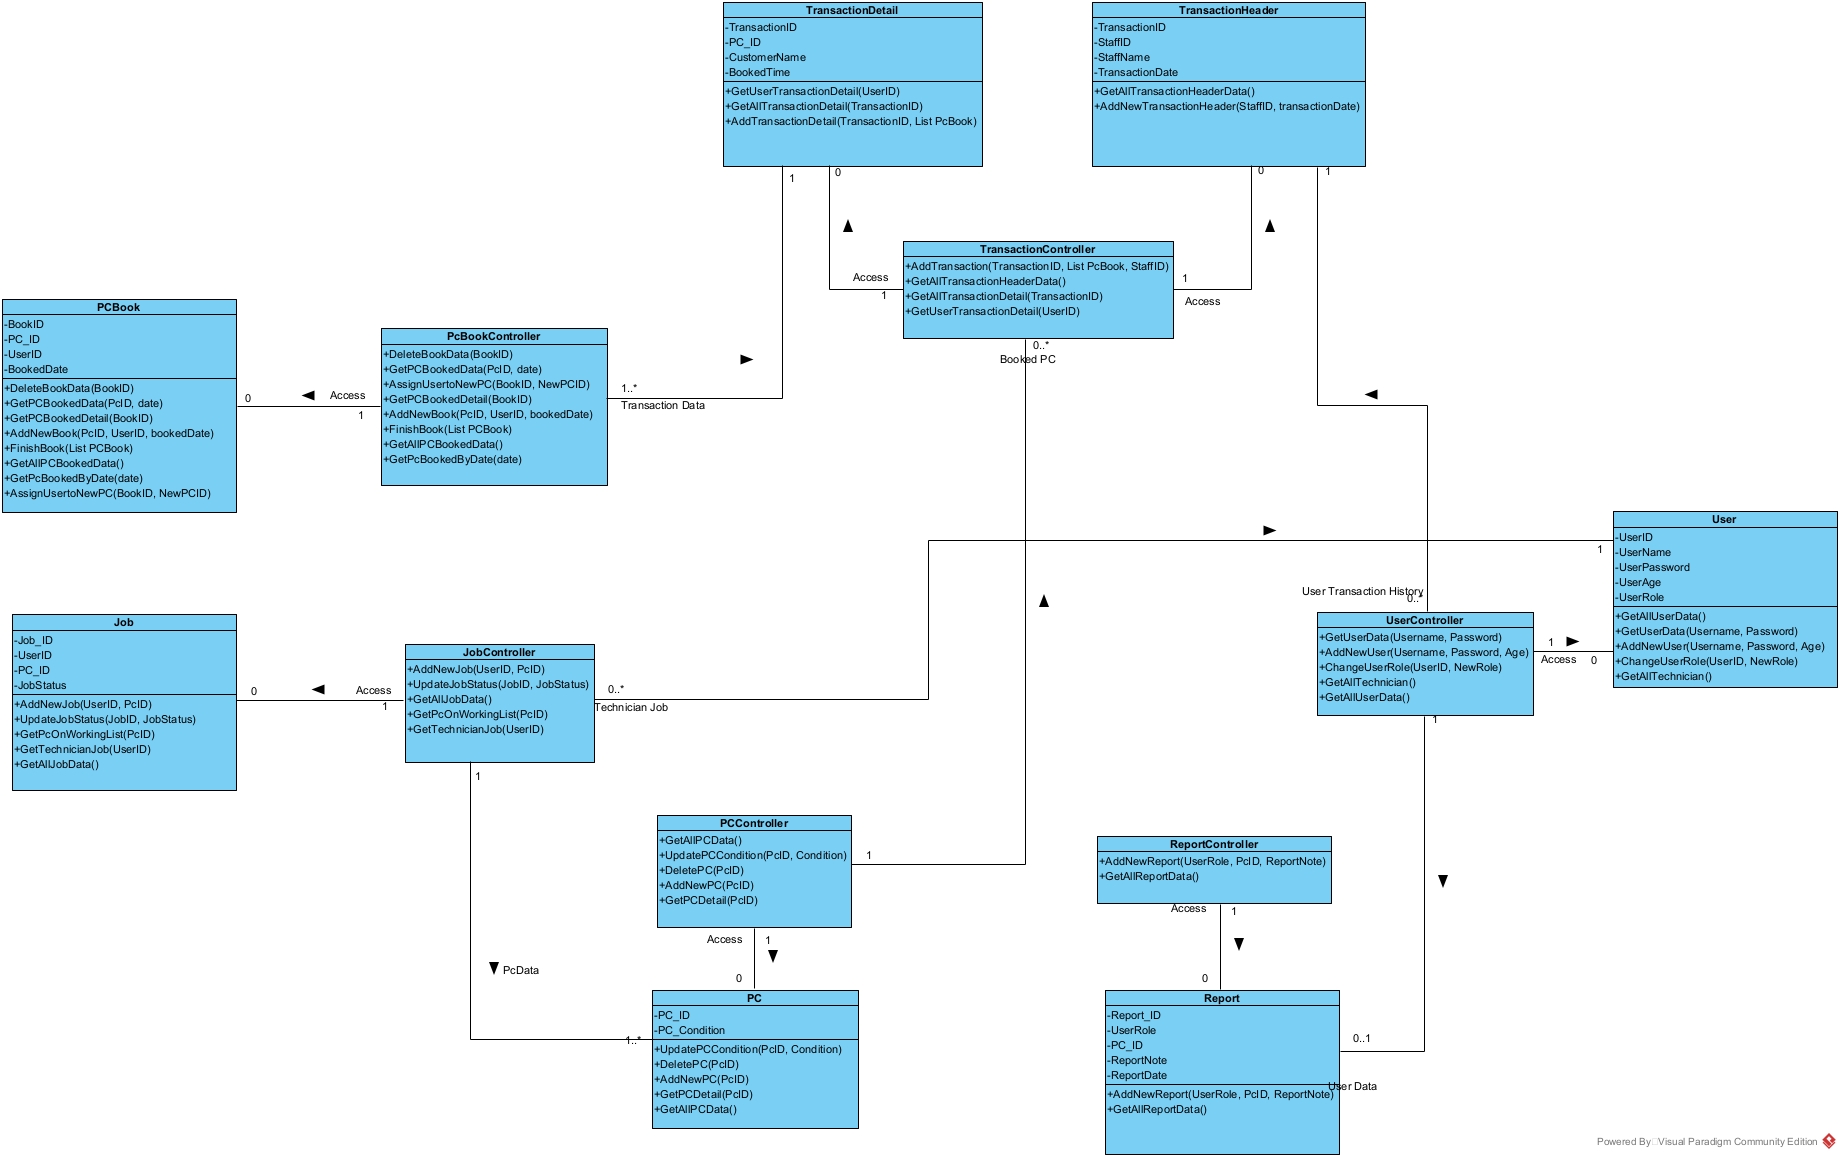 TransactionDetail
-TransactionID
-PC_ID
-CustomerName
-BookedTime
+GetUserTransactionDetail(UserID)
+GetAllTransactionDetail(TransactionID)
+AddTransactionDetail(TransactionID, List PcBook)
TransactionHeader
-TransactionID
-StaffID
-StaffName
-TransactionDate
+GetAllTransactionHeaderData()
+AddNewTransactionHeader(StaffID, transactionDate)
1
0
0
1
TransactionController
+AddTransaction(TransactionID, List PcBook, StaffID)
+GetAllTransactionHeaderData()
+GetAllTransactionDetail(TransactionID)
+GetUserTransactionDetail(UserID)
Access
1
1
Access
0..*
Booked PC
PCBook
-BookID
-PC_ID
-UserID
-BookedDate
+DeleteBookData(BookID)
+GetPCBookedData(PcID, date)
+GetPCBookedDetail(BookID)
+AddNewBook(PcID, UserID, bookedDate)
+FinishBook(List PCBook)
+GetAllPCBookedData()
+GetPcBookedByDate(date)
+AssignUsertoNewPC(BookID, NewPCID)
0
Access
1
PcBookController
+DeleteBookData(BookID)
+GetPCBookedData(PcID, date)
+AssignUsertoNewPC(BookID, NewPCID)
+GetPCBookedDetail(BookID)
+AddNewBook(PcID, UserID, bookedDate)
+FinishBook(List PCBook)
+GetAllPCBookedData()
+GetPcBookedByDate(date)
1..*
Transaction Data
User
-UserID
-UserName
-UserPassword
-UserAge
-UserRole
+GetAllUserData()
+GetUserData(Username, Password)
+AddNewUser(Username, Password, Age)
+ChangeUserRole(UserID, NewRole)
+GetAllTechnician()
1
User Transaction History
0..*
UserController
+GetUserData(Username, Password)
+AddNewUser(Username, Password, Age)
+ChangeUserRole(UserID, NewRole)
+GetAllTechnician()
+GetAllUserData()
1
Access
0
1
Job
-Job_ID
-UserID
-PC_ID
-JobStatus
+AddNewJob(UserID, PcID)
+UpdateJobStatus(JobID, JobStatus)
+GetPcOnWorkingList(PcID)
+GetTechnicianJob(UserID)
+GetAllJobData()
0
Access
1
JobController
+AddNewJob(UserID, PcID)
+UpdateJobStatus(JobID, JobStatus)
+GetAllJobData()
+GetPcOnWorkingList(PcID)
+GetTechnicianJob(UserID)
0..*
Technician Job
1
PcData
1..*
PCController
+GetAllPCData()
+UpdatePCCondition(PcID, Condition)
+DeletePC(PcID)
+AddNewPC(PcID)
+GetPCDetail(PcID)
1
Access
1
0
PC
-PC_ID
-PC_Condition
+UpdatePCCondition(PcID, Condition)
+DeletePC(PcID)
+AddNewPC(PcID)
+GetPCDetail(PcID)
+GetAllPCData()
ReportController
+AddNewReport(UserRole, PcID, ReportNote)
+GetAllReportData()
Access
1
0
Report
-Report_ID
-UserRole
-PC_ID
-ReportNote
-ReportDate
+AddNewReport(UserRole, PcID, ReportNote)
+GetAllReportData()
0..1
User Data
Powered By Visual Paradigm Community Edition